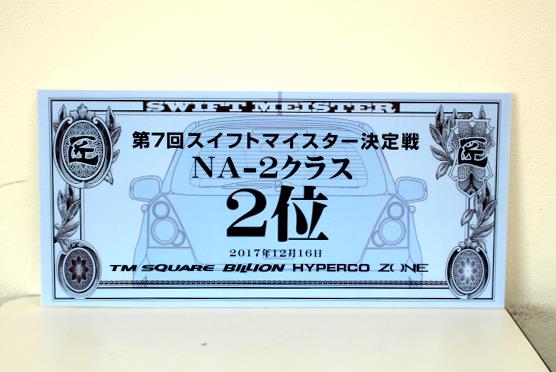 SWIFT MEISTER
匠 匠
第7回スイフトマイスター決定戦
NA-2クラス
2位
2017年12月16日
TM SQUARE BILLION HYPERCO ZONE